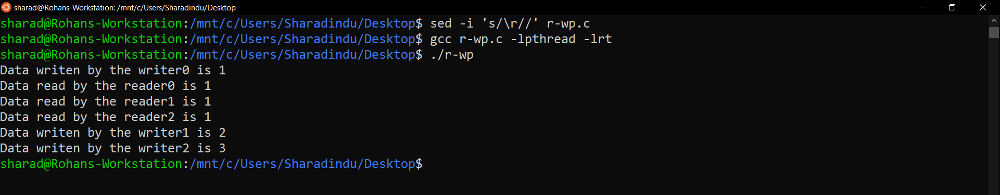 sharad@Rohans-Workstation: /mnt/c/Users/Sharadindu/Desktop
sharad@Rohans-Workstation:/mnt/c/Users/Sharadindu/Desktop$ sed -i 's/\r//' r-wp.c
sharad@Rohans-Workstation:/mnt/c/Users/Sharadindu/Desktop$ gcc r-wp.c -lpthread -lrt
sharad@Rohans-Workstation:/mnt/c/Users/Sharadindu/Desktop$ ./r-wp
Data writen by the writer0 is 1
Data read by the reader0 is 1
Data read by the reader1 is 1
Data read by the reader2 is 1
Data writen by the writer1 is 2
Data writen by the writer2 is 3
sharad@Rohans-Workstation:/mnt/c/Users/Sharadindu/Desktop$